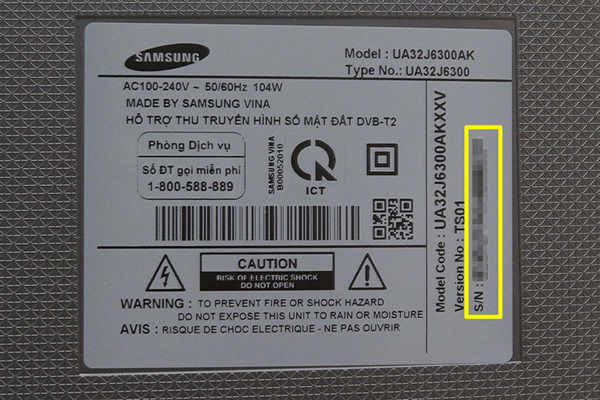 SAMSUNG
Model : UA32J6300AK
Type No.: UA32J6300
AC100-240V ~ 50/60Hz 104W
MADE BY SAMSUNG VINA
HỖ TRỢ THU TRUYỀN HÌNH SỐ MẶT ĐẤT DVB-T2
Phòng Dịch vụ
Số ĐT gọi miễn phí
1-800-588-889
SAMSUNG VINA
B00052010
ICT
CAUTION
RISK OF ELECTRIC SHOCK
DO NOT OPEN
WARNING : TO PREVENT FIRE OR SHOCK HAZARD
DO NOT EXPOSE THIS UNIT TO RAIN OR MOISTURE
AVIS : RISQUE DE CHOC ELECTRIQUE - NE PAS OUVRIR
Model Code : UA32J6300AKXXV
Version No : TS01
S/N :